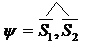 ψ = S₁, S₂